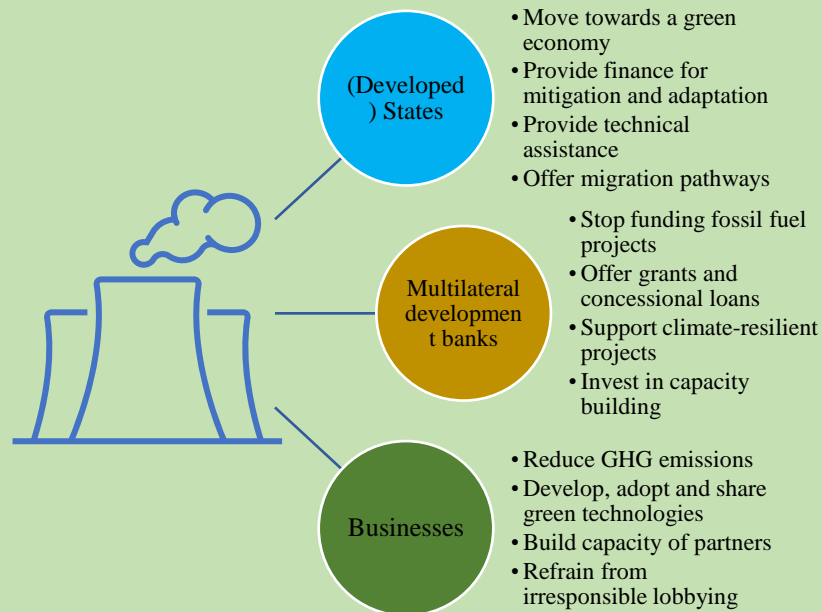 (Developed
) States
• Move towards a green
economy
• Provide finance for
mitigation and adaptation
• Provide technical
assistance
• Offer migration pathways
Multilateral
developmen
t banks
• Stop funding fossil fuel
projects
• Offer grants and
concessional loans
• Support climate-resilient
projects
• Invest in capacity
building
Businesses
• Reduce GHG emissions
• Develop, adopt and share
green technologies
• Build capacity of partners
• Refrain from
irresponsible lobbying